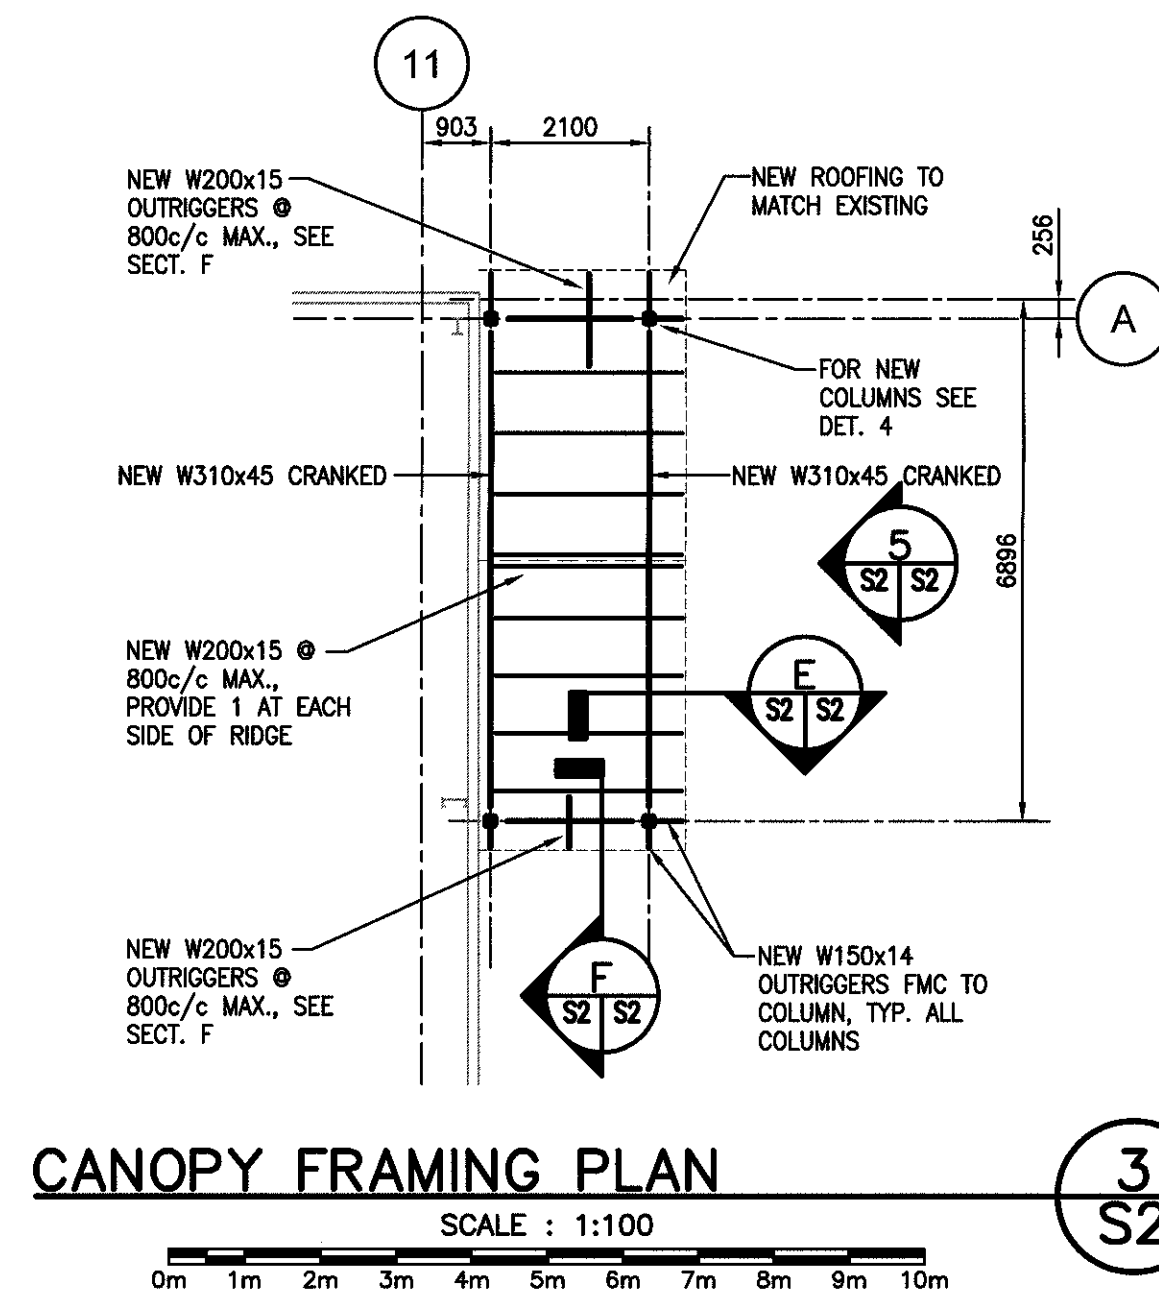 11
903
2100
NEW W200x15
OUTRIGGERS @
800c/c MAX., SEE
SECT. F
NEW ROOFING TO
MATCH EXISTING
256
A
FOR NEW
COLUMNS SEE
DET. 4
NEW W310x45 CRANKED
NEW W310x45 CRANKED
5
S2 S2
6896
NEW W200x15 @
800c/c MAX.,
PROVIDE 1 AT EACH
SIDE OF RIDGE
E
S2 S2
NEW W200x15
OUTRIGGERS @
800c/c MAX., SEE
SECT. F
F
S2 S2
NEW W150x14
OUTRIGGERS FMC TO
COLUMN, TYP. ALL
COLUMNS
CANOPY FRAMING PLAN
3
S2
SCALE : 1:100
0m 1m 2m 3m 4m 5m 6m 7m 8m 9m 10m